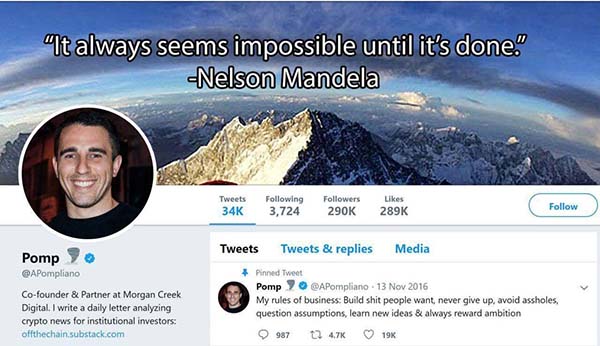 "It always seems impossible until it's done."
-Nelson Mandela
Tweets Following Followers Likes
34K 3,724 290K 289K
Follow
Pomp
@APompliano
Co-founder & Partner at Morgan Creek
Digital. I write a daily letter analyzing
crypto news for institutional investors:
offthechain.substack.com
Tweets Tweets & replies Media
Pinned Tweet
Pomp @APompliano · 13 Nov 2016
My rules of business: Build shit people want, never give up, avoid assholes,
question assumptions, learn new ideas & always reward ambition
987 4.7K 19K